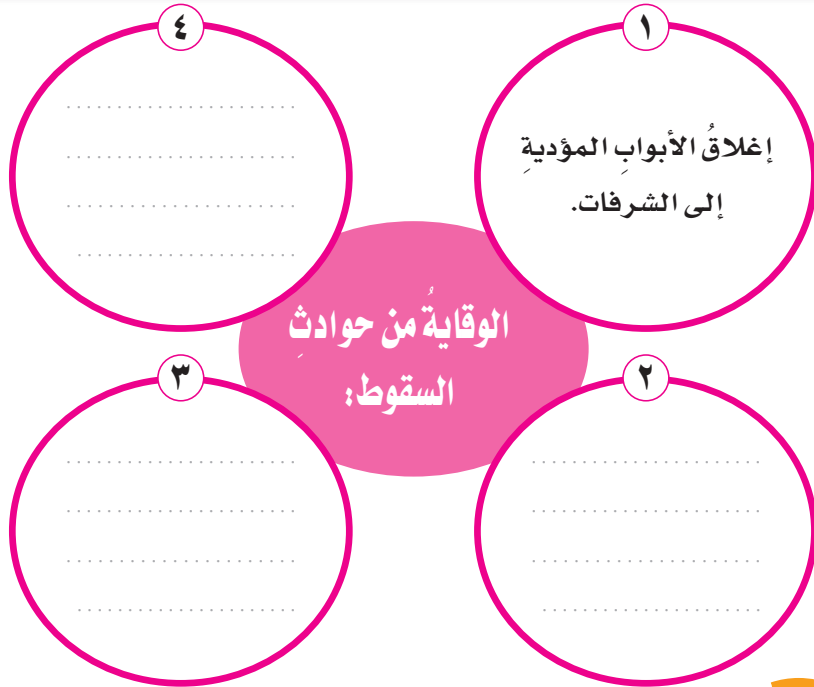 ١
إغلاقُ الأبوابِ المؤديةِ
إلى الشرفات.
٤
الوقايةُ من حوادثِ
السقوط:
٢
٣